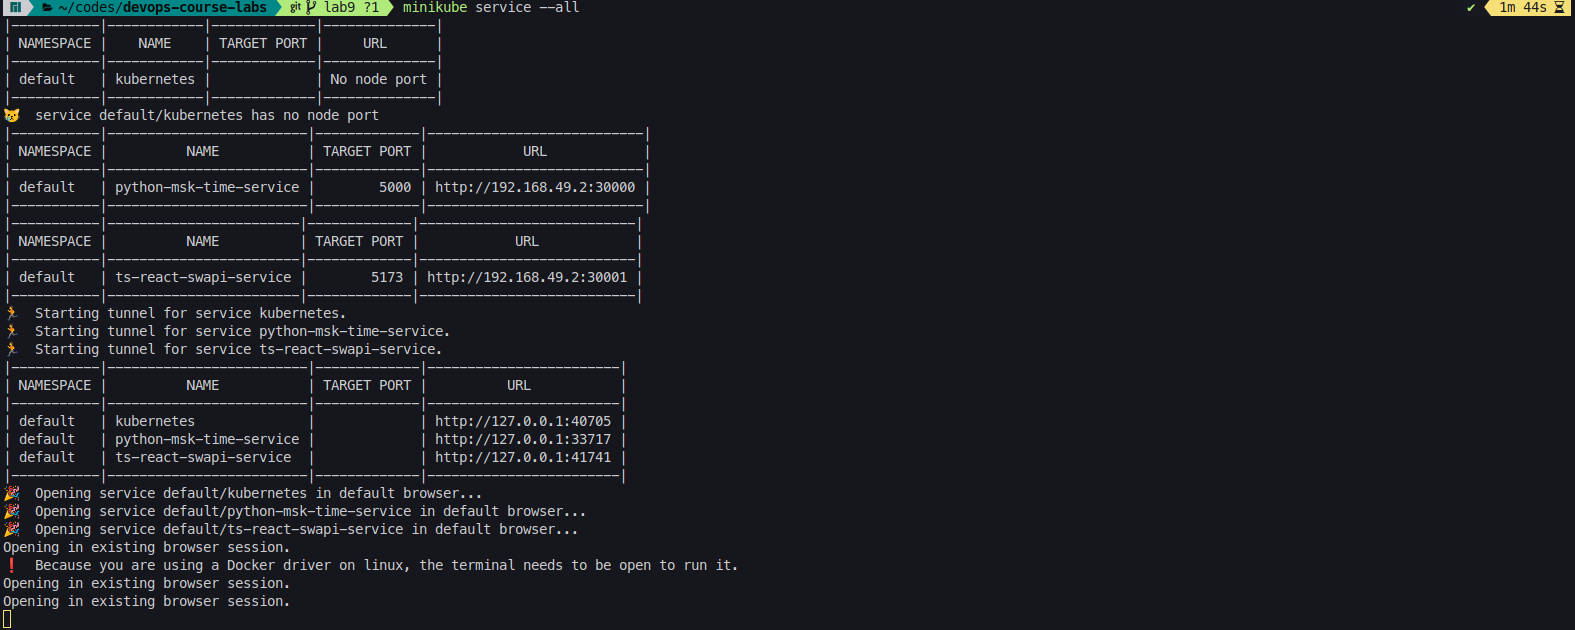 ~/codes/devops-course-labs git lab9 ?1 minikube service --all ✔ 1m 44s
|-----------|------------|-------------|--------------|
| NAMESPACE |    NAME    | TARGET PORT |     URL      |
|-----------|------------|-------------|--------------|
| default   | kubernetes |             | No node port |
|-----------|------------|-------------|--------------|
😿  service default/kubernetes has no node port
|-----------|-------------------------|-------------|---------------------------|
| NAMESPACE |          NAME           | TARGET PORT |            URL            |
|-----------|-------------------------|-------------|---------------------------|
| default   | python-msk-time-service |        5000 | http://192.168.49.2:30000 |
|-----------|-------------------------|-------------|---------------------------|
|-----------|------------------------|-------------|---------------------------|
| NAMESPACE |          NAME          | TARGET PORT |            URL            |
|-----------|------------------------|-------------|---------------------------|
| default   | ts-react-swapi-service |        5173 | http://192.168.49.2:30001 |
|-----------|------------------------|-------------|---------------------------|
🏃  Starting tunnel for service kubernetes.
🏃  Starting tunnel for service python-msk-time-service.
🏃  Starting tunnel for service ts-react-swapi-service.
|-----------|-------------------------|-------------|------------------------|
| NAMESPACE |          NAME           | TARGET PORT |          URL           |
|-----------|-------------------------|-------------|------------------------|
| default   | kubernetes              |             | http://127.0.0.1:40705 |
| default   | python-msk-time-service |             | http://127.0.0.1:33717 |
| default   | ts-react-swapi-service  |             | http://127.0.0.1:41741 |
|-----------|-------------------------|-------------|------------------------|
🎉  Opening service default/kubernetes in default browser...
🎉  Opening service default/python-msk-time-service in default browser...
🎉  Opening service default/ts-react-swapi-service in default browser...
Opening in existing browser session.
❗  Because you are using a Docker driver on linux, the terminal needs to be open to run it.
Opening in existing browser session.
Opening in existing browser session.